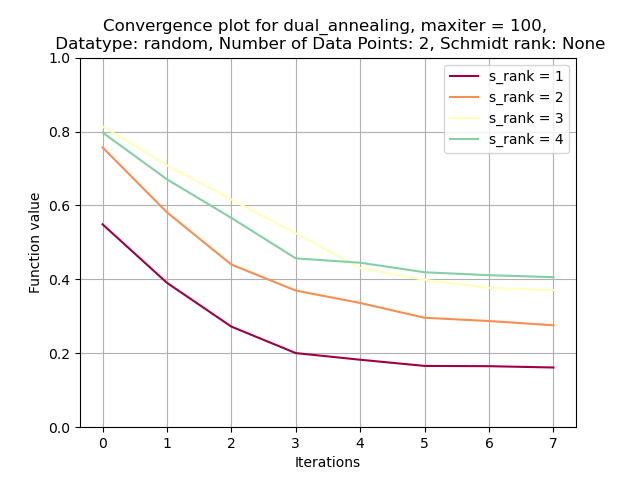 Convergence plot for dual_annealing, maxiter = 100,
Datatype: random, Number of Data Points: 2, Schmidt rank: None
1.0
0.8
0.6
0.4
0.2
0.0
Function value
s_rank = 1
s_rank = 2
s_rank = 3
s_rank = 4
0 1 2 3 4 5 6 7
Iterations